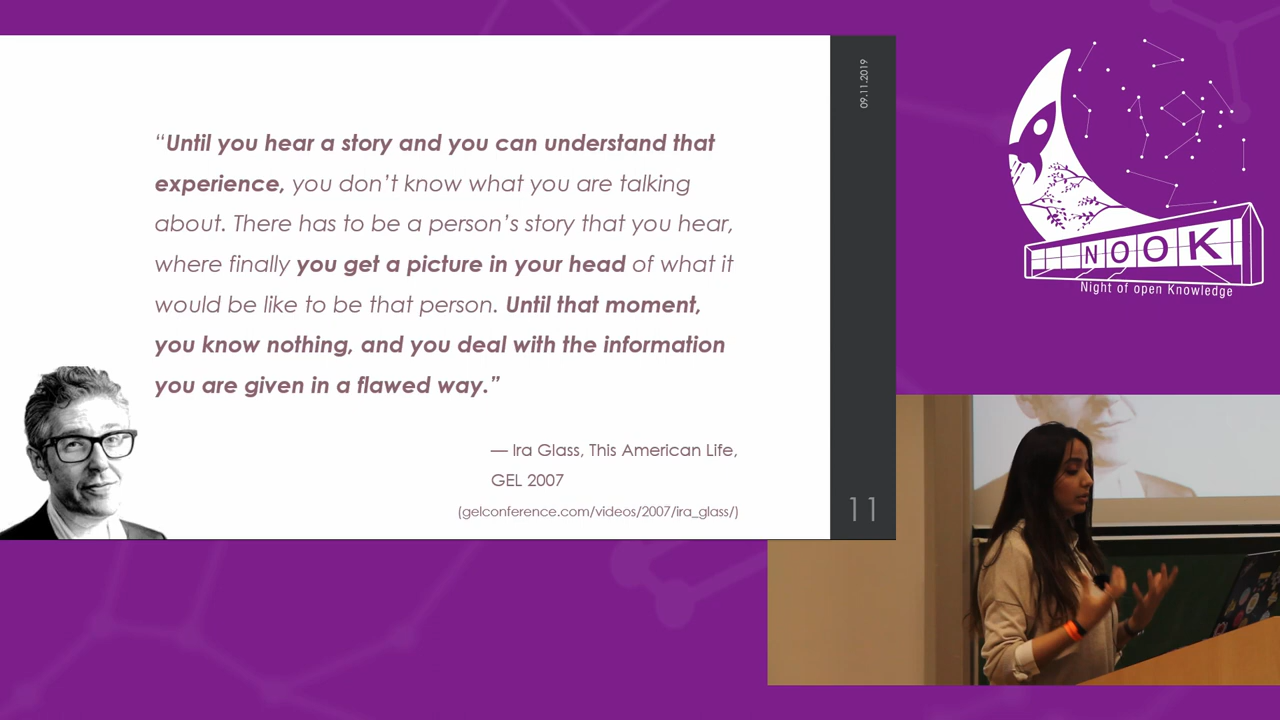 “Until you hear a story and you can understand that
experience, you don’t know what you are talking
about. There has to be a person’s story that you hear,
where finally you get a picture in your head of what it
would be like to be that person. Until that moment,
you know nothing, and you deal with the information
you are given in a flawed way.”
— Ira Glass, This American Life,
GEL 2007
(gelconference.com/videos/2007/ira_glass/)
09.11.2019
11
NOOK
Night of open Knowledge